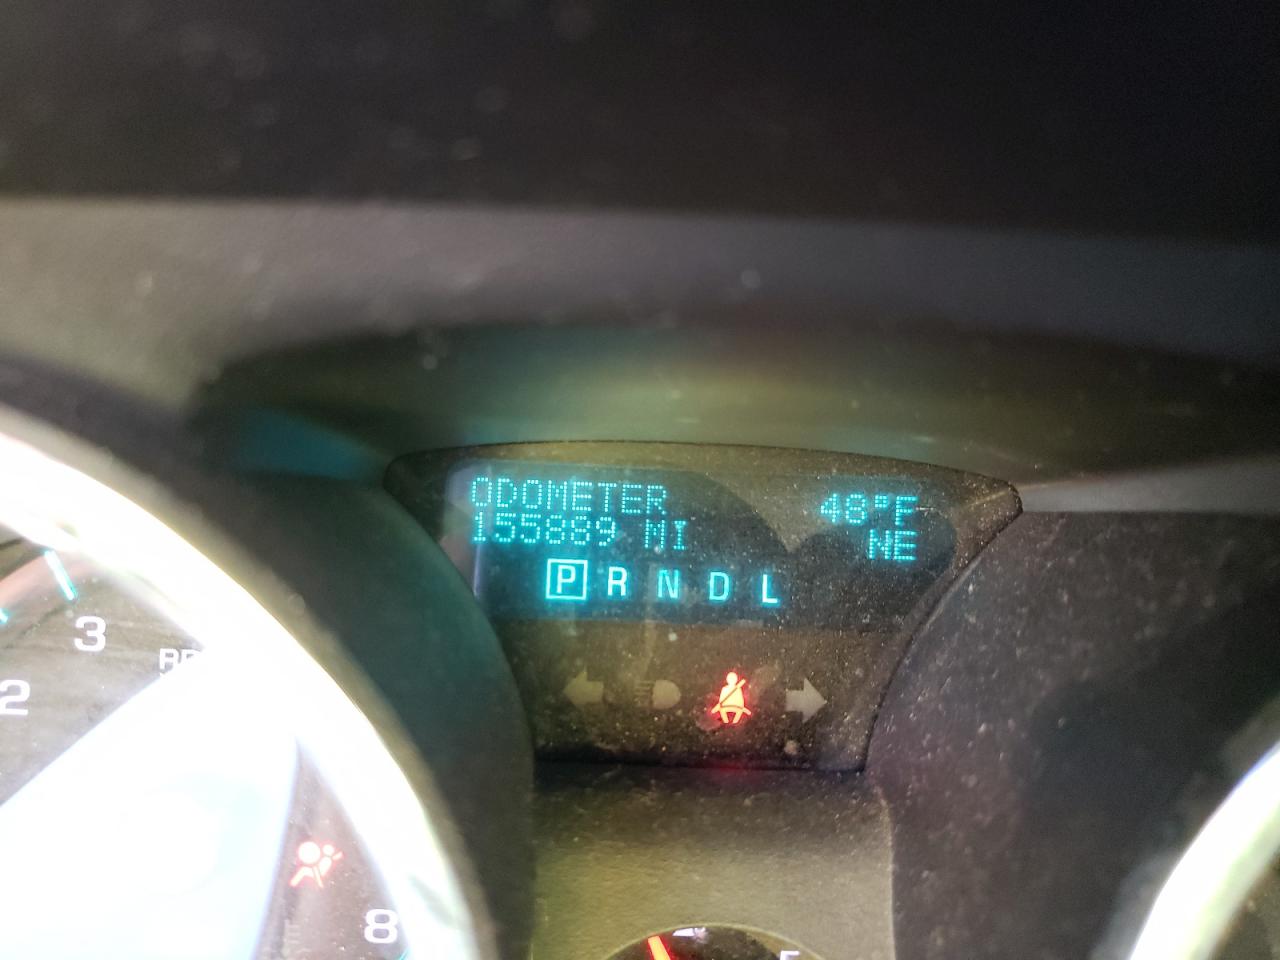 ODOMETER 48°F
155889 MI NE
P R N D L
3
2
8